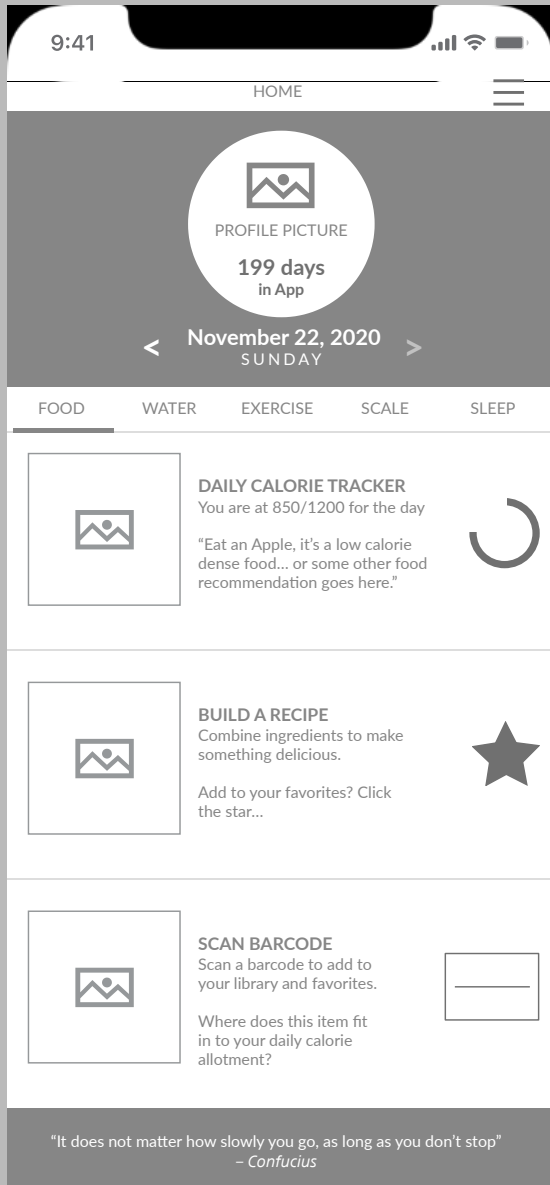 9:41
HOME
PROFILE PICTURE
199 days
in App
< November 22, 2020 >
SUNDAY
FOOD WATER EXERCISE SCALE SLEEP
DAILY CALORIE TRACKER
You are at 850/1200 for the day
“Eat an Apple, it’s a low calorie
dense food... or some other food
recommendation goes here.”
BUILD A RECIPE
Combine ingredients to make
something delicious.
Add to your favorites? Click
the star...
SCAN BARCODE
Scan a barcode to add to
your library and favorites.
Where does this item fit
in to your daily calorie
allotment?
“It does not matter how slowly you go, as long as you don’t stop”
– Confucius